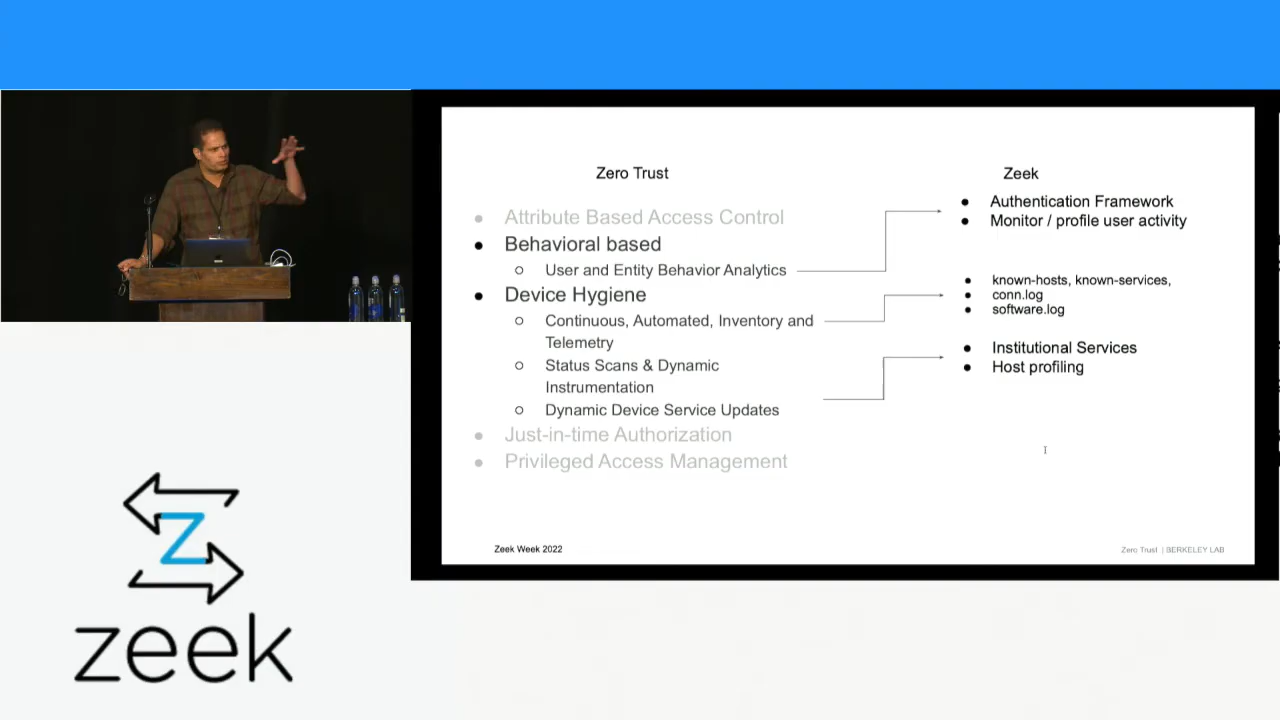 Zero Trust
Attribute Based Access Control
Behavioral based
User and Entity Behavior Analytics
Device Hygiene
Continuous, Automated, Inventory and
Telemetry
Status Scans & Dynamic
Instrumentation
Dynamic Device Service Updates
Just-in-time Authorization
Privileged Access Management
Zeek
Authentication Framework
Monitor / profile user activity
known-hosts, known-services,
conn.log
software.log
Institutional Services
Host profiling
Zeek Week 2022
Zero Trust | BERKELEY LAB
z
zeek